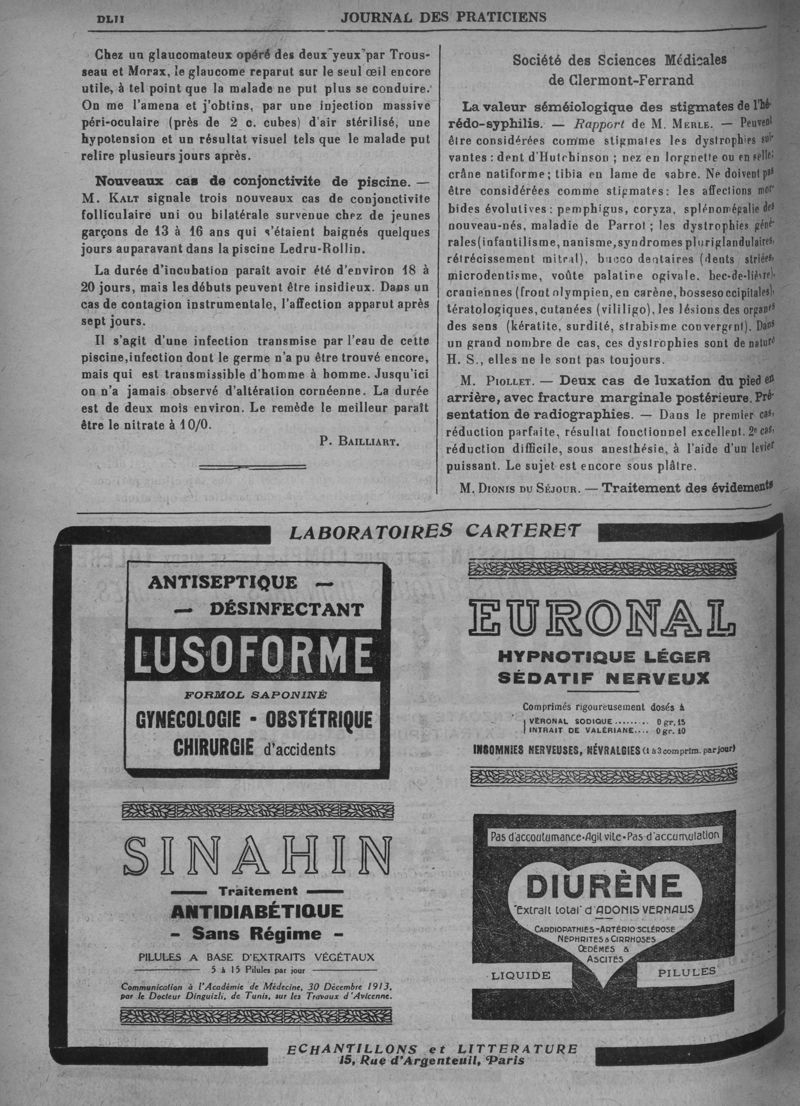 DLII
JOURNAL DES PRATICIENS
Chez un glaucomateux opéré des deux yeux par Trous-
seau et Morax, le glaucome reparut sur le seul œil encore
utile, à tel point que la malade ne put plus se conduire.
On me l'amena et j'obtins, par une injection massive
péri-oculaire (près de 2 c. cubes) d'air stérilisé, une
hypotension et un résultat visuel tels que le malade put
relire plusieurs jours après.
Nouveaux cas de conjonctivite de piscine. —
M. KALT signale trois nouveaux cas de conjonctivite
folliculaire uni ou bilatérale survenue chez de jeunes
garçons de 13 à 16 ans qui s'étaient baignés quelques
jours auparavant dans la piscine Ledru-Rollin.
La durée d'incubation paraît avoir été d'environ 18 à
20 jours, mais les débuts peuvent être insidieux. Dans un
cas de contagion instrumentale, l'affection apparut après
sept jours.
Il s'agit d'une infection transmise par l'eau de cette
piscine, infection dont le germe n'a pu être trouvé encore,
mais qui est transmissible d'homme à homme. Jusqu'ici
on n'a jamais observé d'altération cornéenne. La durée
est de deux mois environ. Le remède le meilleur paraît
être le nitrate à 10/0.
P. BAILLIART.
Société des Sciences Médicales
de Clermont-Ferrand
La valeur séméiologique des stigmates de l'hé-
rédo-syphilis. — Rapport de M. MERLE. — Peuvent
être considérées comme stigmates les dystrophies sui-
vantes : dent d'Hutchinson ; nez en lorgnette ou en selle ;
crâne natiforme ; tibia en lame de sabre. Ne doivent pas
être considérées comme stigmates : les affections mor-
bides évolutives : pemphigus, coryza, splénomégalie des
nouveau-nés, maladie de Parrot ; les dystrophies géné-
rales (infantilisme, nanisme, syndromes pluriglandulaires,
rétrécissement mitral), bucco dentaires (dents striées,
microdentisme, voûte palatine ogivale, bec-de-lièvre),
craniennes (front olympien, en carène, bosses occipitales),
tératologiques, cutanées (vililigo), les lésions des organes
des sens (kératite, surdité, strabisme convergent). Dans
un grand nombre de cas, ces dystrophies sont de nature
H. S., elles ne le sont pas toujours.
M. PIOLLET. — Deux cas de luxation du pied en
arrière, avec fracture marginale postérieure. Pré-
sentation de radiographies. — Dans le premier cas,
réduction parfaite, résultat fonctionnel excellent. 2e cas,
réduction difficile, sous anesthésie, à l'aide d'un levier
puissant. Le sujet est encore sous plâtre.
M. DIONIS DU SÉJOUR. — Traitement des évidements
LABORATOIRES CARTERET
ANTISEPTIQUE —
— DÉSINFECTANT
LUSOFORME
FORMOL SAPONINÉ
GYNÉCOLOGIE - OBSTÉTRIQUE
CHIRURGIE d'accidents
EURONAL
HYPNOTIQUE LÉGER
SÉDATIF NERVEUX
Comprimés rigoureusement dosés à
VÉRONAL SODIQUE ......... 0 gr. 15
INTRAIT DE VALÉRIANE.... 0 gr. 10
INSOMNIES NERVEUSES, NÉVRALGIES (1 à 3 comprim. par jour)
SINAHIN
Traitement
ANTIDIABÉTIQUE
- Sans Régime -
PILULES A BASE D'EXTRAITS VÉGÉTAUX
5 à 15 Pilules par jour
Communication à l'Académie de Médecine, 30 Décembre 1913,
par le Docteur Dinguizli, de Tunis, sur les Travaux d'Avicenne.
Pas d'accoutumance - Agit vite - Pas d'accumulation
DIURÈNE
"Extrait total" d'ADONIS VERNALIS
CARDIOPATHIES - ARTÉRIO-SCLÉROSE
NÉPHRITES & CIRRHOSES
ŒDÈMES &
ASCITES
LIQUIDE
PILULES
ECHANTILLONS et LITTERATURE
15, Rue d'Argenteuil, Paris